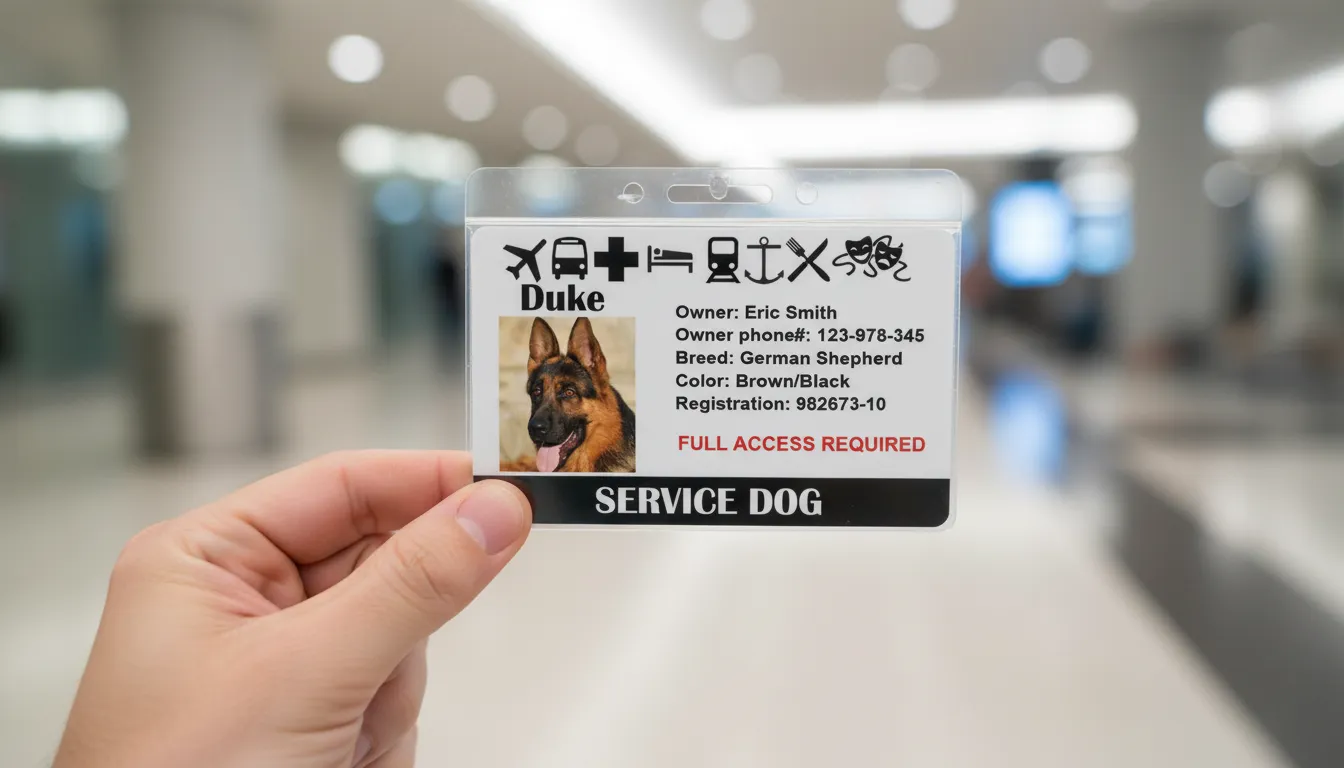 Duke
Owner: Eric Smith
Owner phone#: 123-978-345
Breed: German Shepherd
Color: Brown/Black
Registration: 982673-10
FULL ACCESS REQUIRED
SERVICE DOG